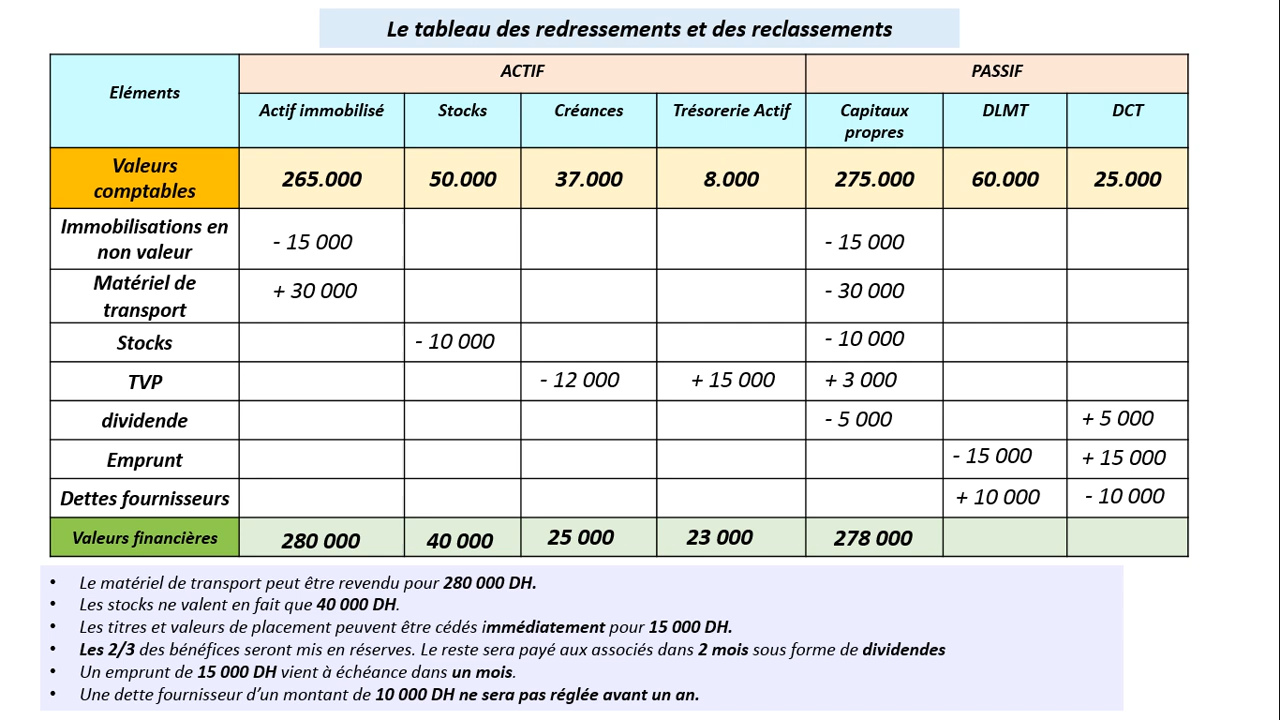 Le tableau des redressements et des reclassements
Eléments
ACTIF
PASSIF
Actif immobilisé
Stocks
Créances
Trésorerie Actif
Capitaux
propres
DLMT
DCT
Valeurs
comptables
265.000
50.000
37.000
8.000
275.000
60.000
25.000
Immobilisations en
non valeur
- 15 000
- 15 000
Matériel de
transport
+ 30 000
- 30 000
Stocks
- 10 000
- 10 000
TVP
- 12 000
+ 15 000
+ 3 000
dividende
- 5 000
+ 5 000
Emprunt
- 15 000
+ 15 000
Dettes fournisseurs
+ 10 000
- 10 000
Valeurs financières
280 000
40 000
25 000
23 000
278 000
• Le matériel de transport peut être revendu pour 280 000 DH.
• Les stocks ne valent en fait que 40 000 DH.
• Les titres et valeurs de placement peuvent être cédés immédiatement pour 15 000 DH.
• Les 2/3 des bénéfices seront mis en réserves. Le reste sera payé aux associés dans 2 mois sous forme de dividendes
• Un emprunt de 15 000 DH vient à échéance dans un mois.
• Une dette fournisseur d’un montant de 10 000 DH ne sera pas réglée avant un an.